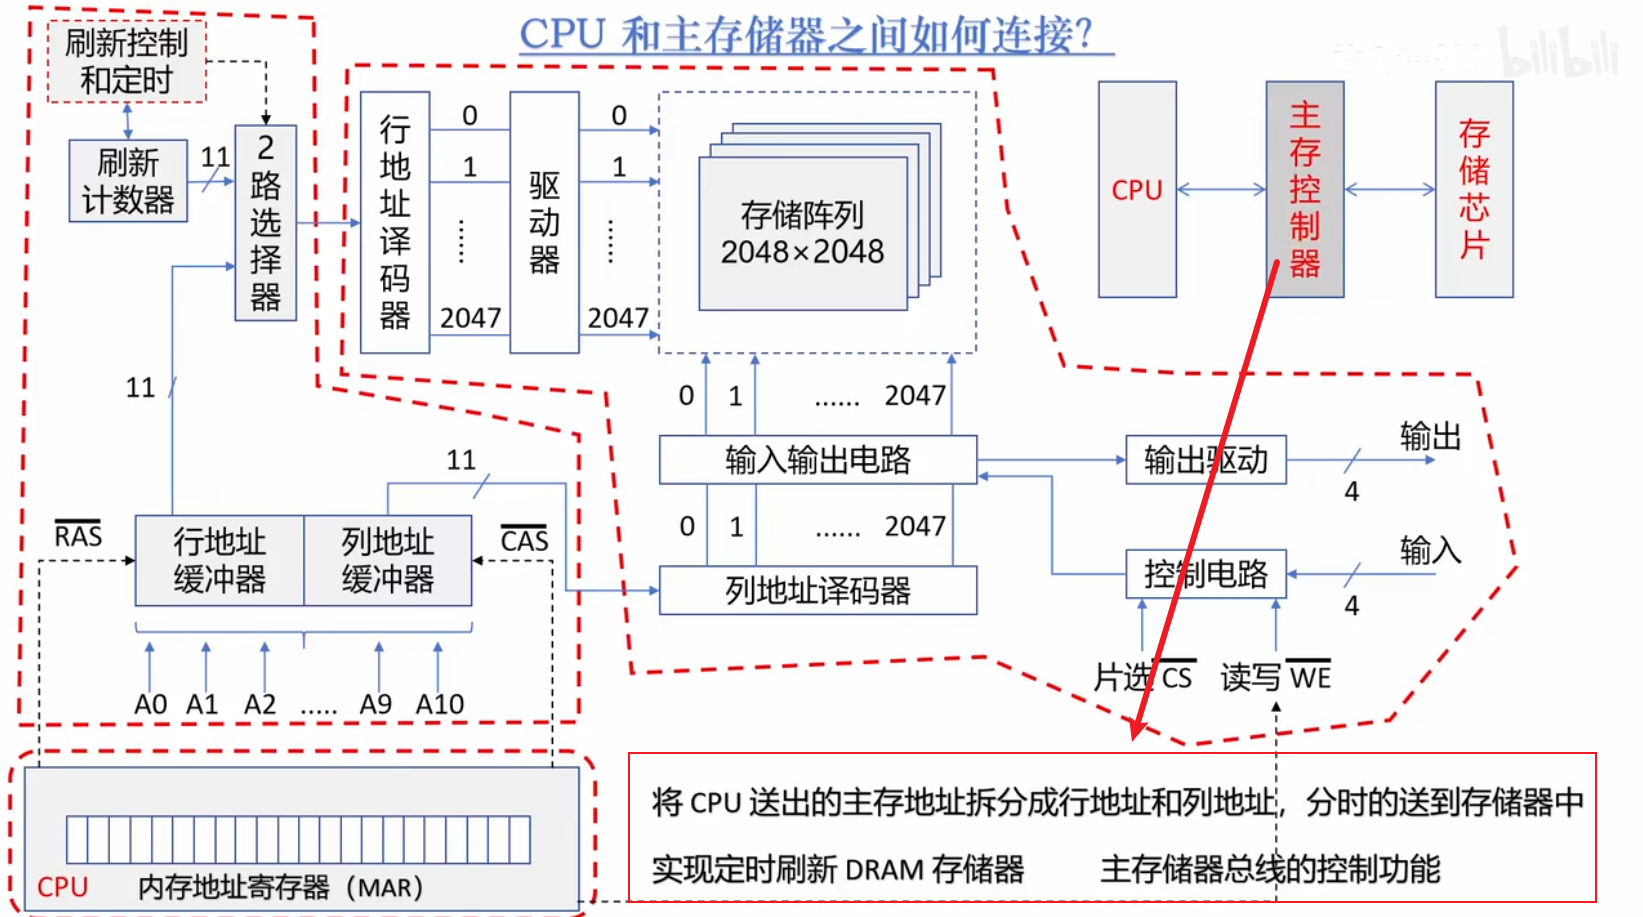 CPU 和主存储器之间如何连接?
bilibili
刷新控制
和定时
刷新
计数器
11
2路选择器
行地址译码器
0
1
......
2047
驱动器
0
1
......
2047
存储阵列
2048×2048
CPU
主存控制器
存储芯片
11
0 1 ...... 2047
输入输出电路
输出驱动
输出
4
11
0 1 ...... 2047
列地址译码器
控制电路
输入
4
RAS
行地址
缓冲器
列地址
缓冲器
CAS
A0 A1 A2 ..... A9 A10
片选 CS
读写 WE
CPU 内存地址寄存器（MAR）
将 CPU 送出的主存地址拆分成行地址和列地址，分时的送到存储器中
实现定时刷新 DRAM 存储器 主存储器总线的控制功能